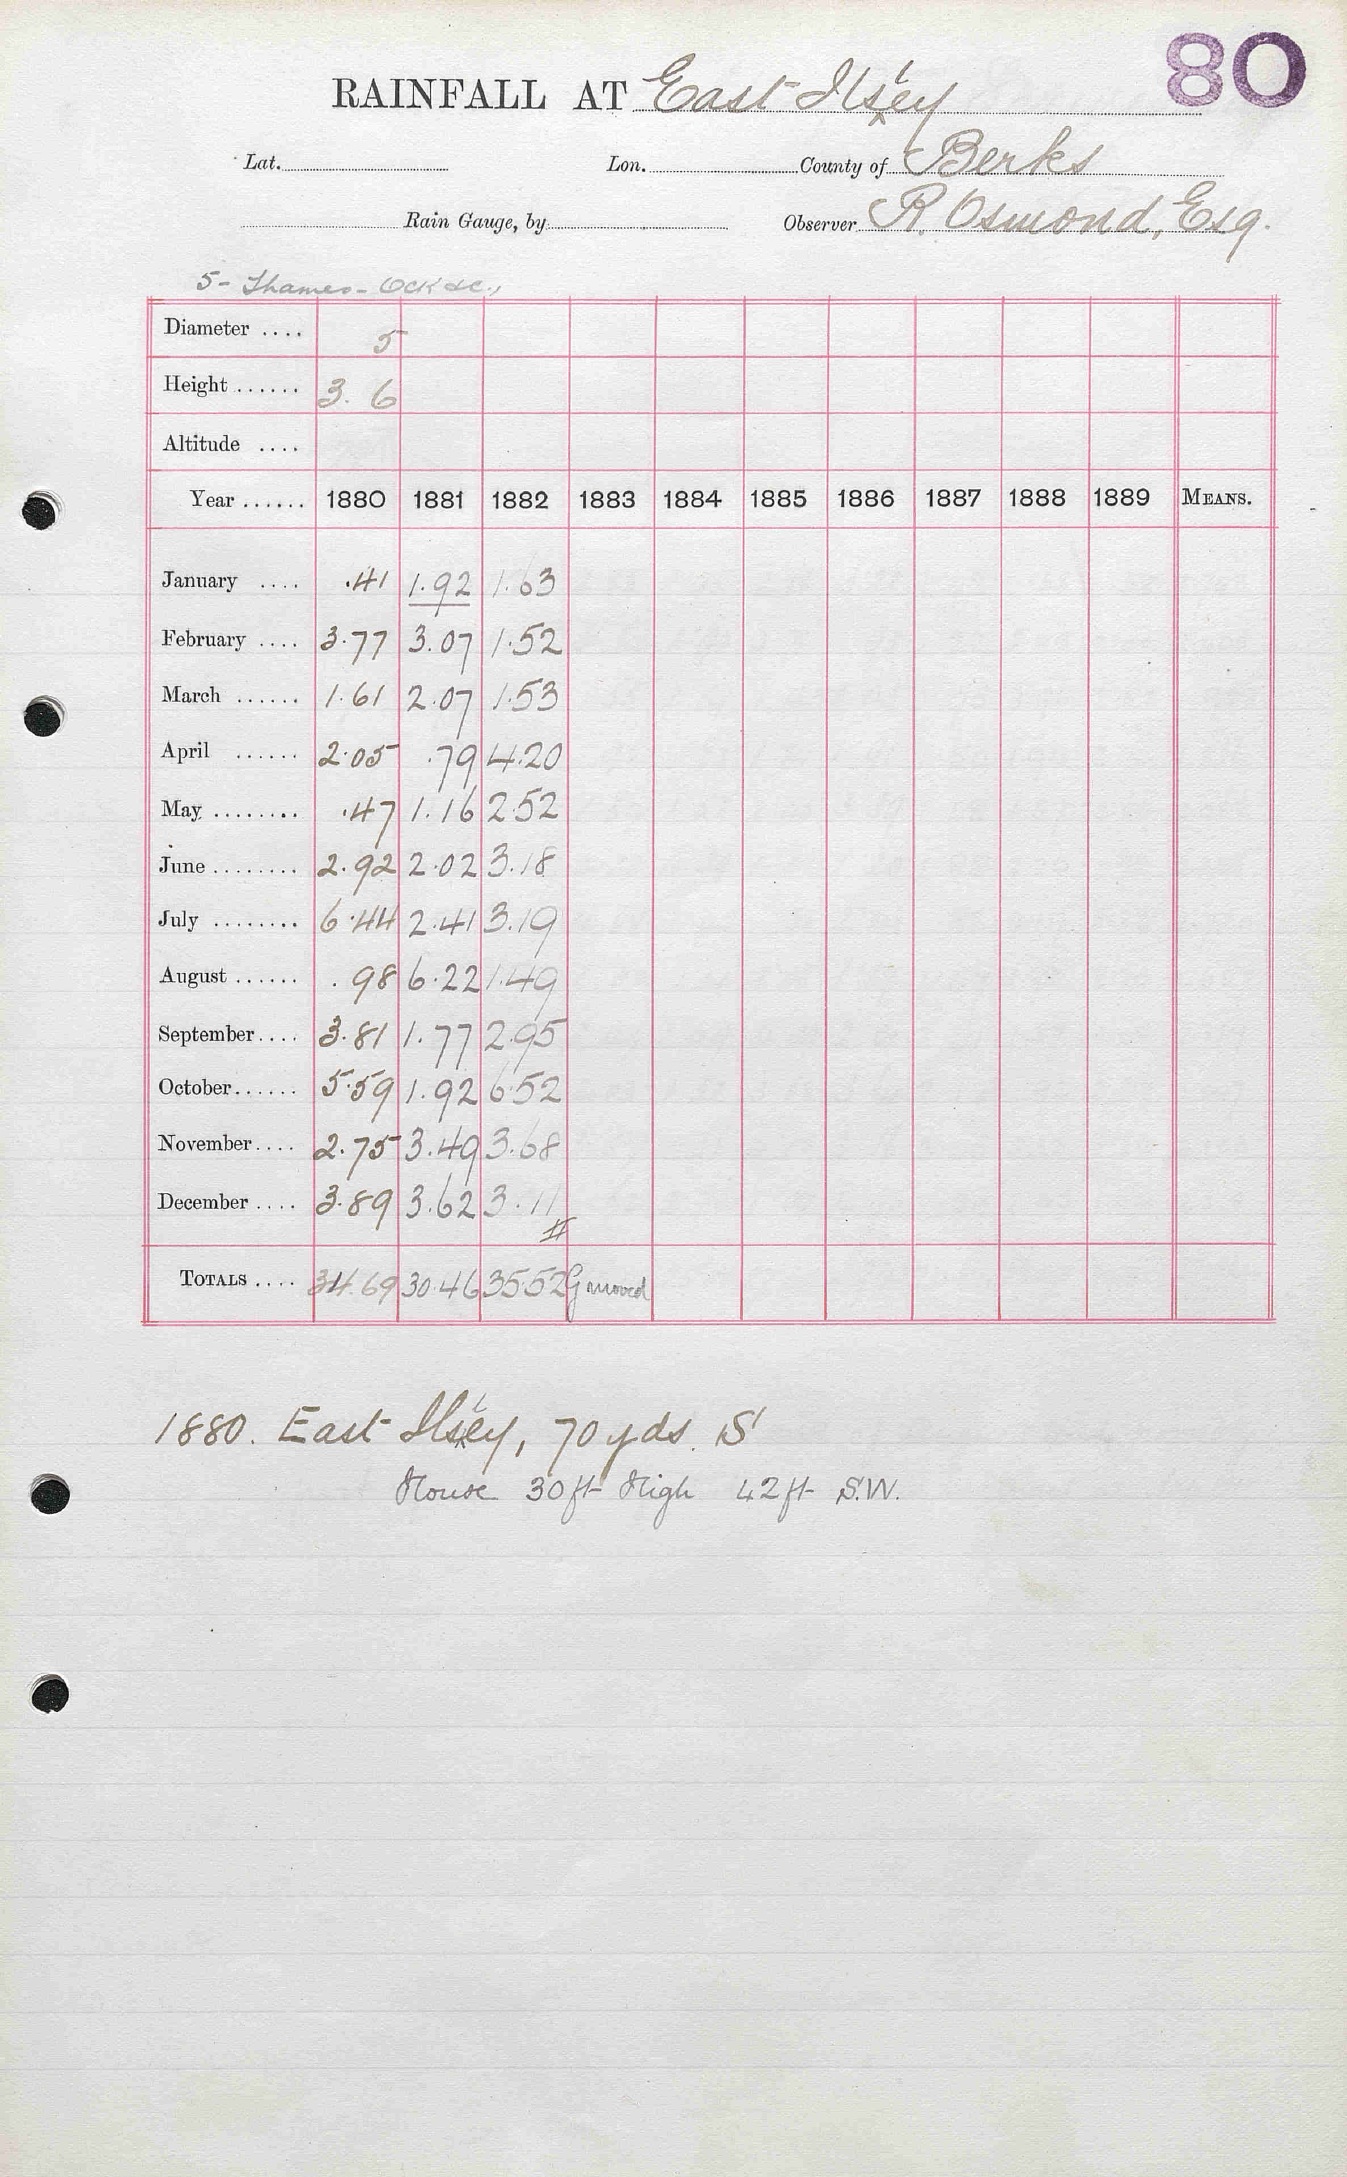 80
RAINFALL AT East Ilsley
Lat. Lon. County of Berks
Rain Gauge, by Observer R. Osmond, Esq.
5- Thames - Ock &c.,
Diameter .... 5
Height ...... 3. 6
Altitude ....
Year ...... 1880 1881 1882 1883 1884 1885 1886 1887 1888 1889 MEANS.
January .... .41 1.92 1.63
February .... 3.77 3.07 1.52
March ...... 1.61 2.07 1.53
April ...... 2.05 .79 4.20
May ........ .47 1.16 2.52
June ........ 2.92 2.02 3.18
July ........ 6.44 2.41 3.19
August ...... .98 6.22 1.49
September .... 3.81 1.77 2.95
October ...... 5.59 1.92 6.52
November .... 2.75 3.49 3.68
December .... 3.89 3.62 3.11
TOTALS .... 34.69 30.46 35.52 G moved
1880. East Ilsley, 70 yds. S
House 30 ft High 42 ft S.W.